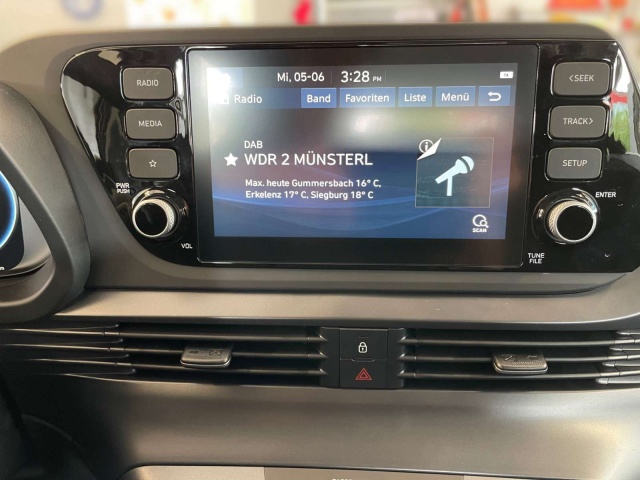 Mi, 05-06 3:28 PM
Radio Band Favoriten Liste Menü
DAB
WDR 2 MÜNSTERL
Max. heute Gummersbach 16° C,
Erkelenz 17° C, Siegburg 18° C
SCAN
RADIO
MEDIA
PWR
PUSH
VOL
< SEEK
TRACK >
SETUP
ENTER
TUNE
FILE